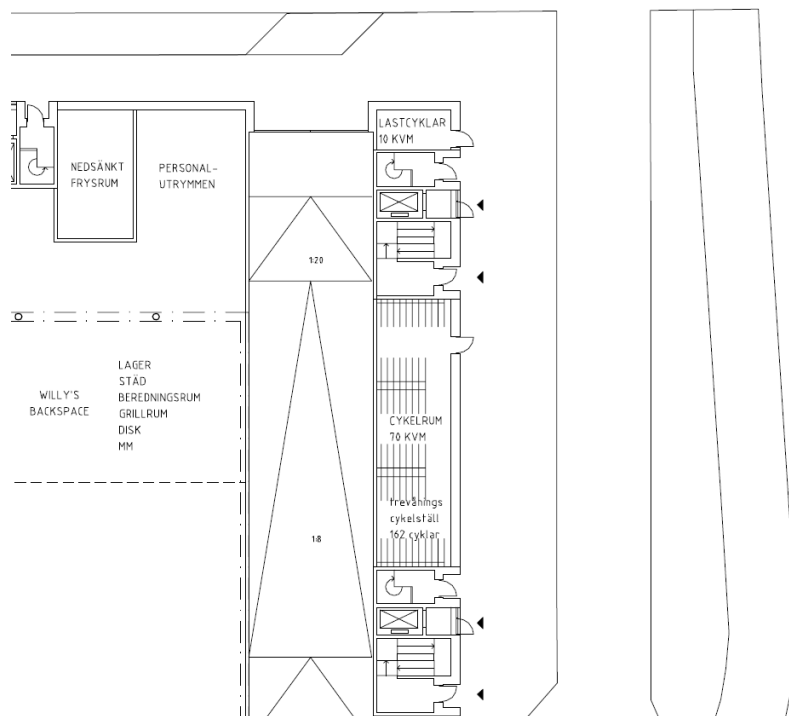 LASTCYKLAR
10 KVM
NEDSÄNKT
FRYSRUM
PERSONAL-
UTRYMMEN
1:20
WILLY'S
BACKSPACE
LAGER
STÄD
BEREDNINGSRUM
GRILLRUM
DISK
MM
CYKELRUM
70 KVM
trevånings
cykelställ
162 cyklar
1:8